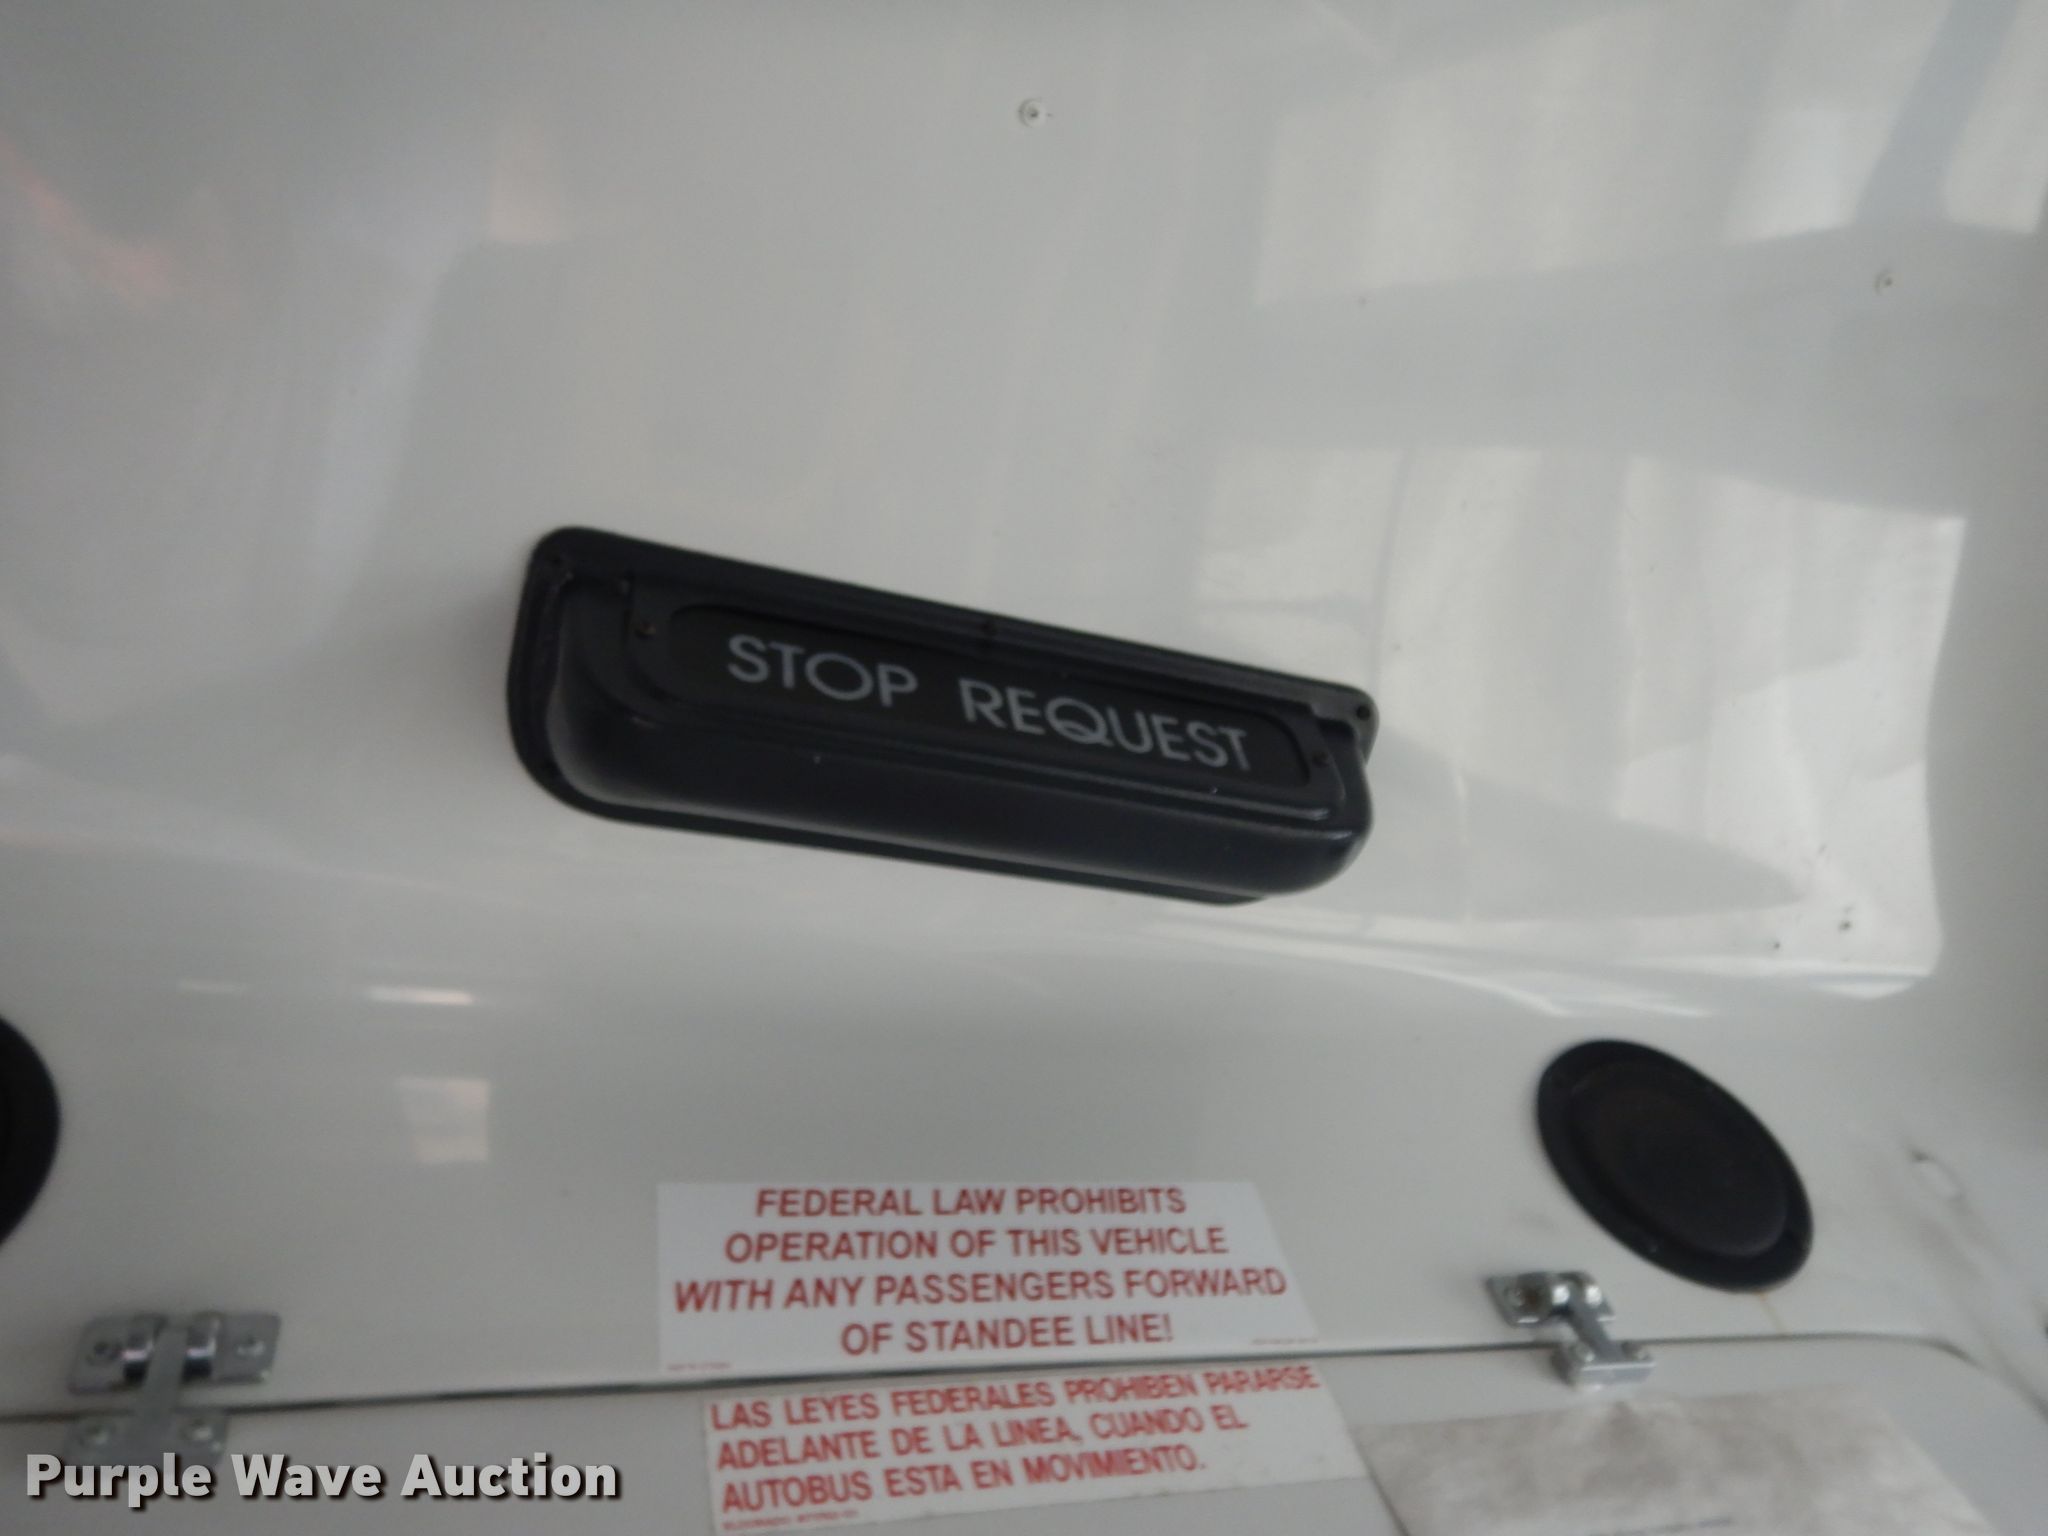 STOP REQUEST
FEDERAL LAW PROHIBITS
OPERATION OF THIS VEHICLE
WITH ANY PASSENGERS FORWARD
OF STANDEE LINE!
LAS LEYES FEDERALES PROHIBEN PARARSE
ADELANTE DE LA LINEA, CUANDO EL
AUTOBUS ESTA EN MOVIMIENTO.
Purple Wave Auction